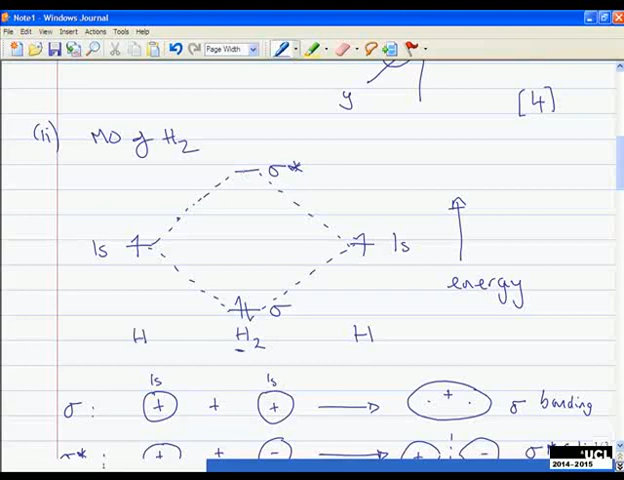 Note1 - Windows Journal
File Edit View Insert Actions Tools Help
Page Width
y
[4]
(ii) MO of H2
σ*
1s 1s
energy
σ
H H2 H
1s 1s
σ: + + + + σ bonding
σ*: + + - + - σ*
UCL
2014-2015